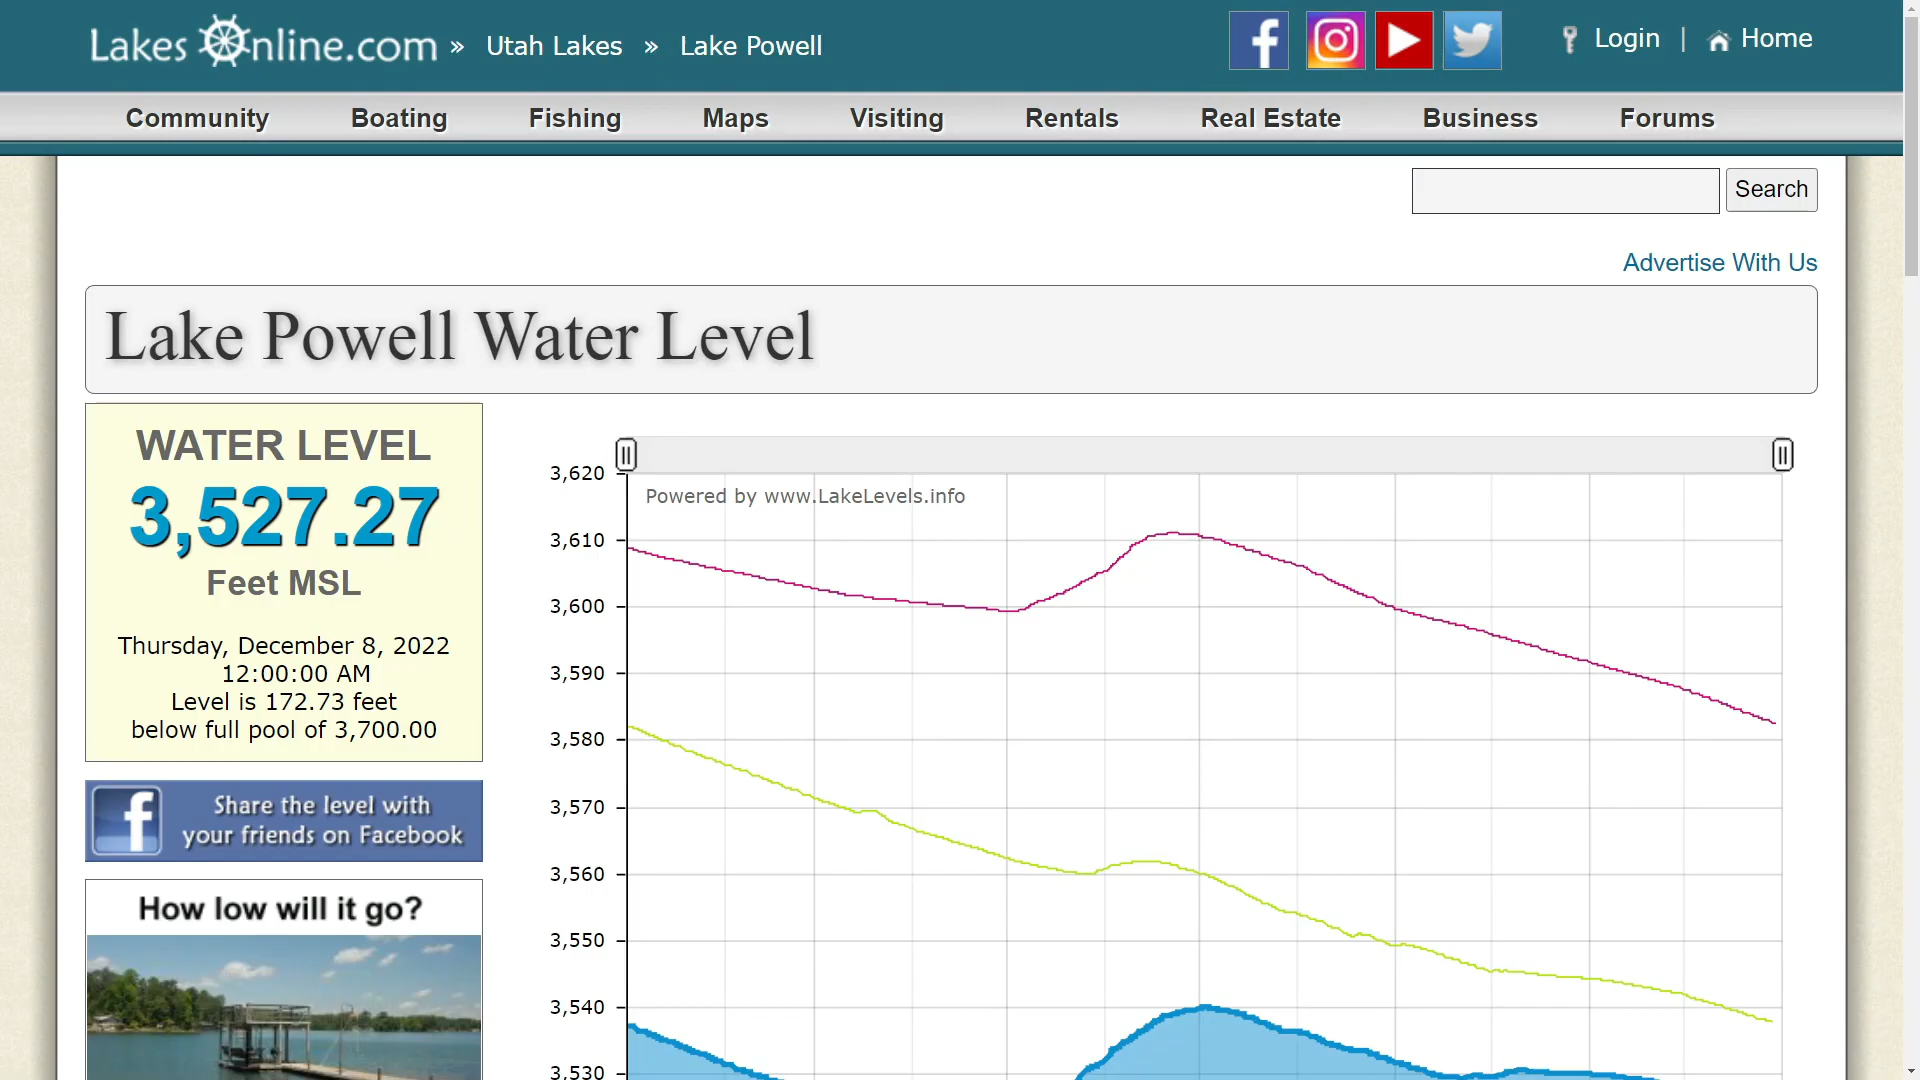 Lakes Online.com » Utah Lakes » Lake Powell
Login | Home
Community Boating Fishing Maps Visiting Rentals Real Estate Business Forums
Search
Advertise With Us
Lake Powell Water Level
WATER LEVEL
3,527.27
Feet MSL
Thursday, December 8, 2022
12:00:00 AM
Level is 172.73 feet
below full pool of 3,700.00
Share the level with
your friends on Facebook
How low will it go?
Powered by www.LakeLevels.info
3,620
3,610
3,600
3,590
3,580
3,570
3,560
3,550
3,540
3,530